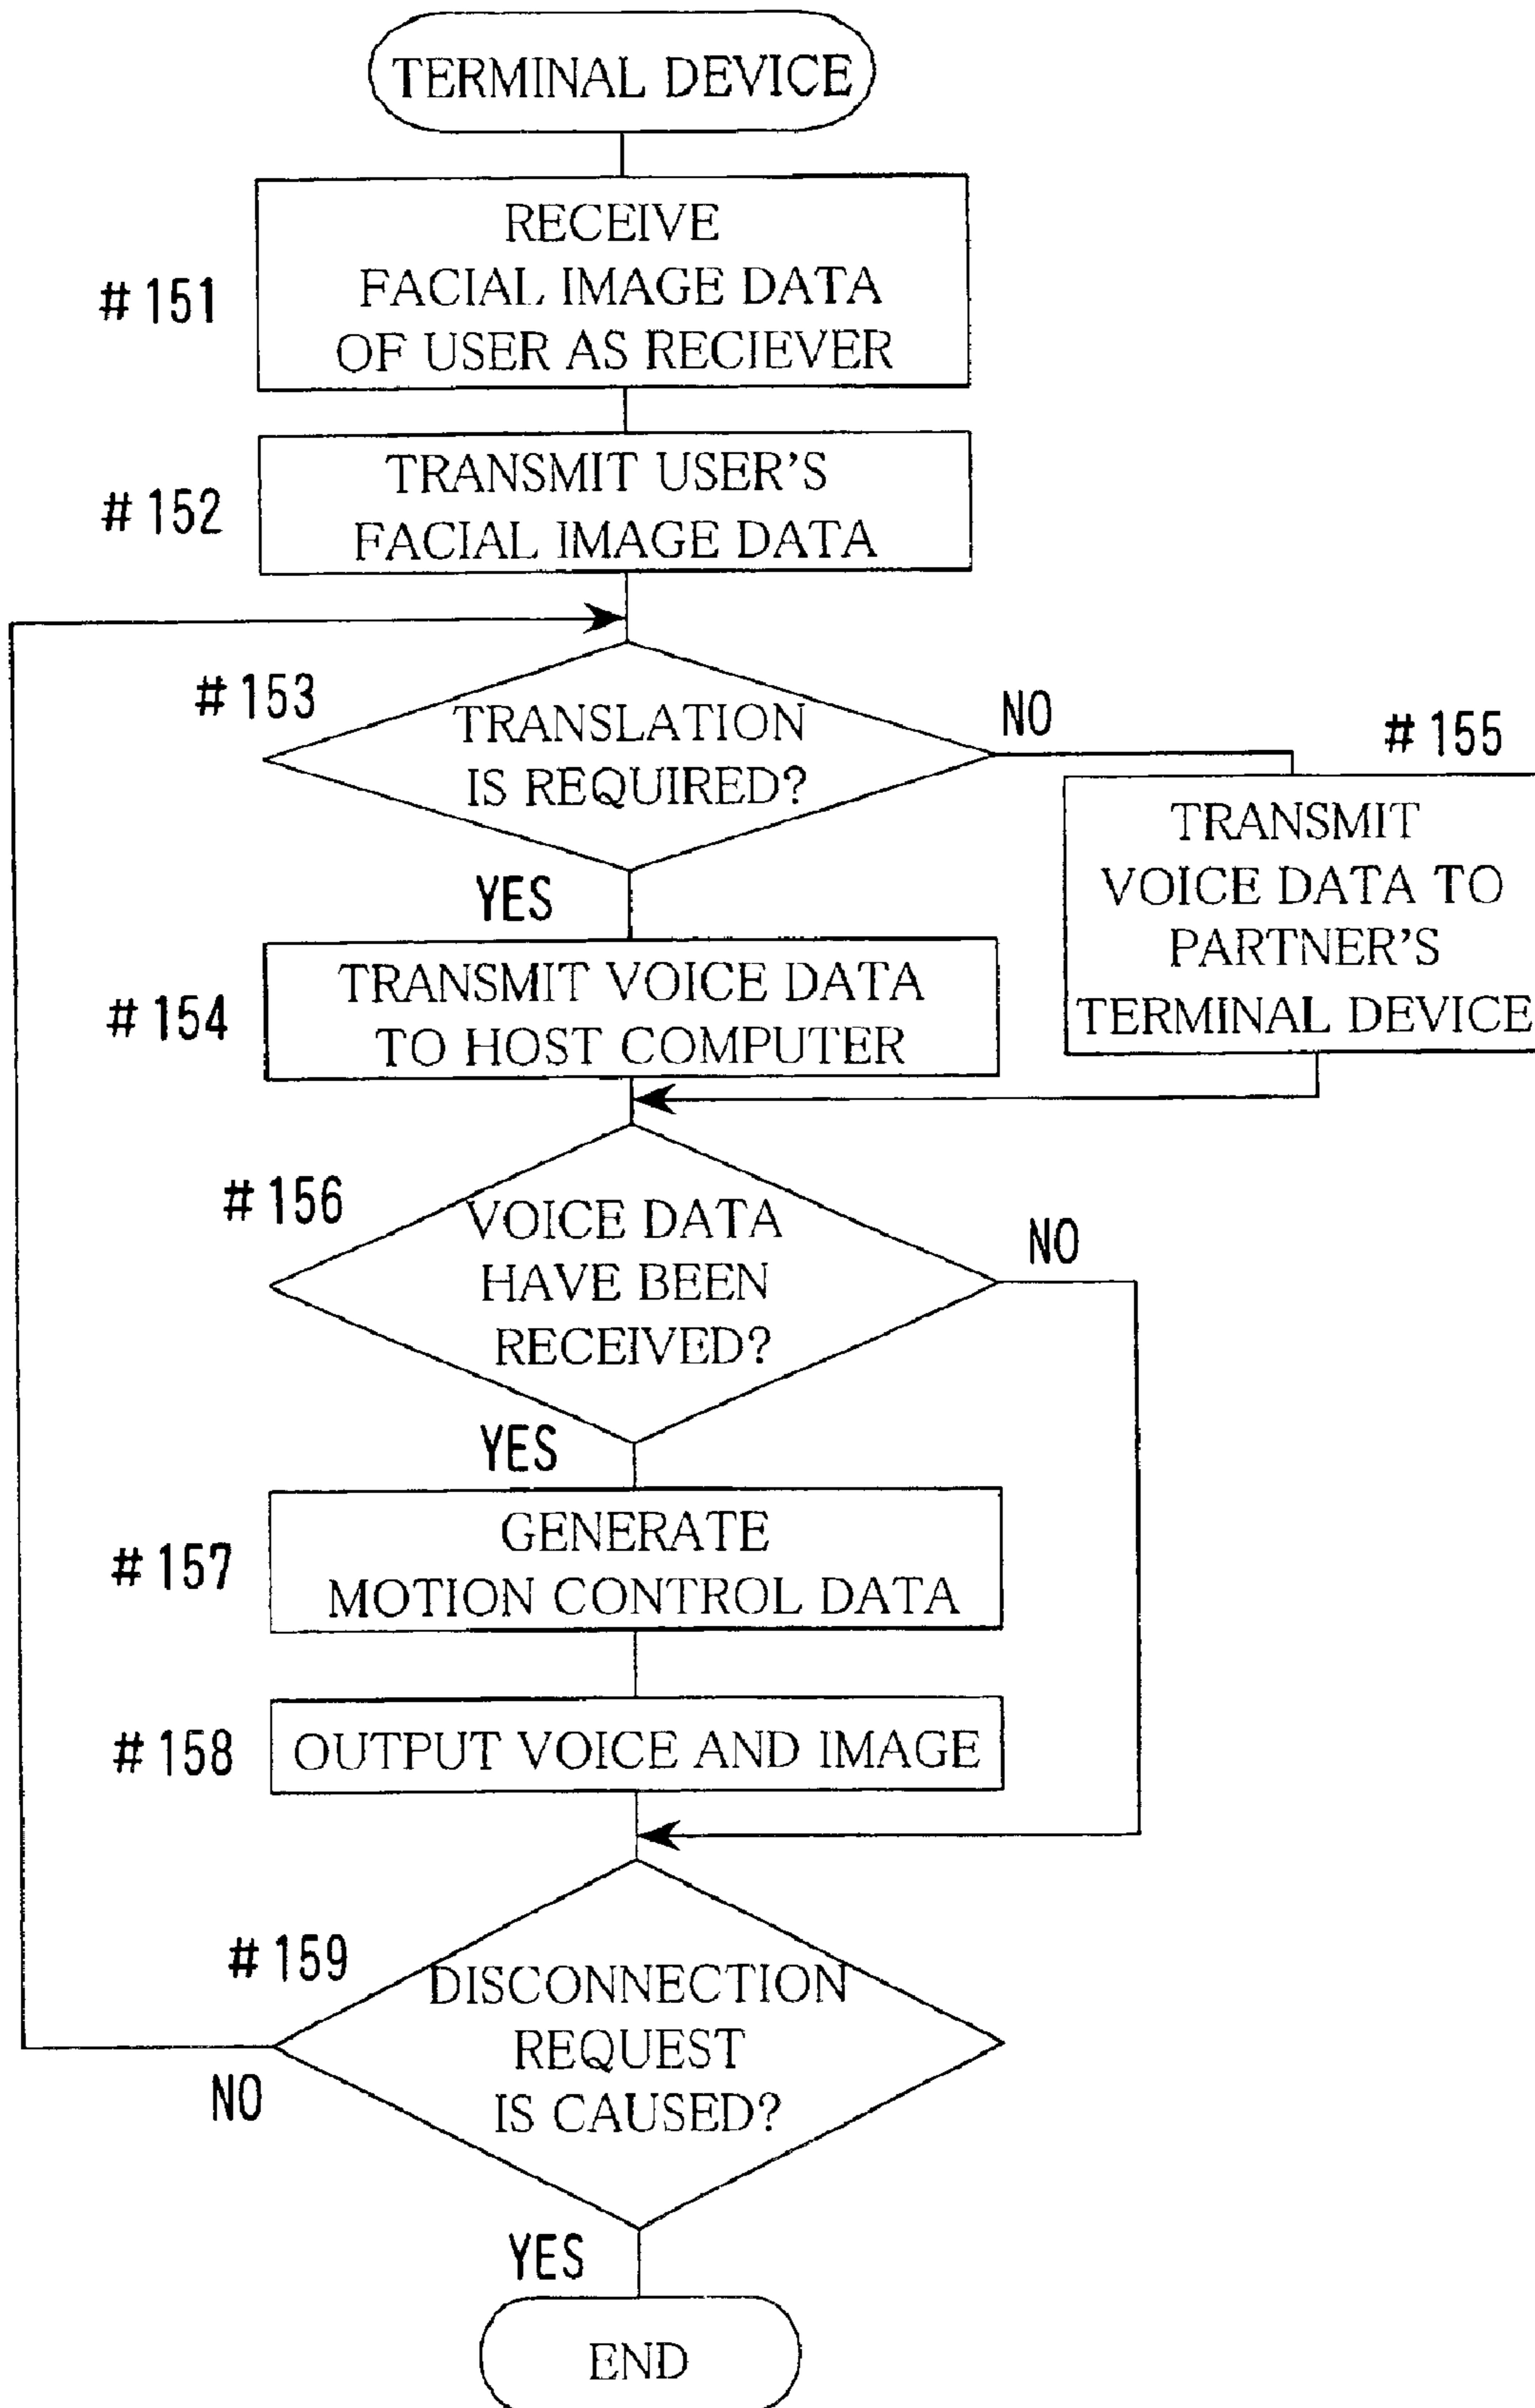 TERMINAL DEVICE
#151
RECEIVE
FACIAL IMAGE DATA
OF USER AS RECIEVER
#152
TRANSMIT USER'S
FACIAL IMAGE DATA
#153
TRANSLATION
IS REQUIRED?
NO
#155
TRANSMIT
VOICE DATA TO
PARTNER'S
TERMINAL DEVICE
YES
#154
TRANSMIT VOICE DATA
TO HOST COMPUTER
#156
VOICE DATA
HAVE BEEN
RECEIVED?
NO
YES
#157
GENERATE
MOTION CONTROL DATA
#158
OUTPUT VOICE AND IMAGE
#159
DISCONNECTION
REQUEST
IS CAUSED?
NO
YES
END